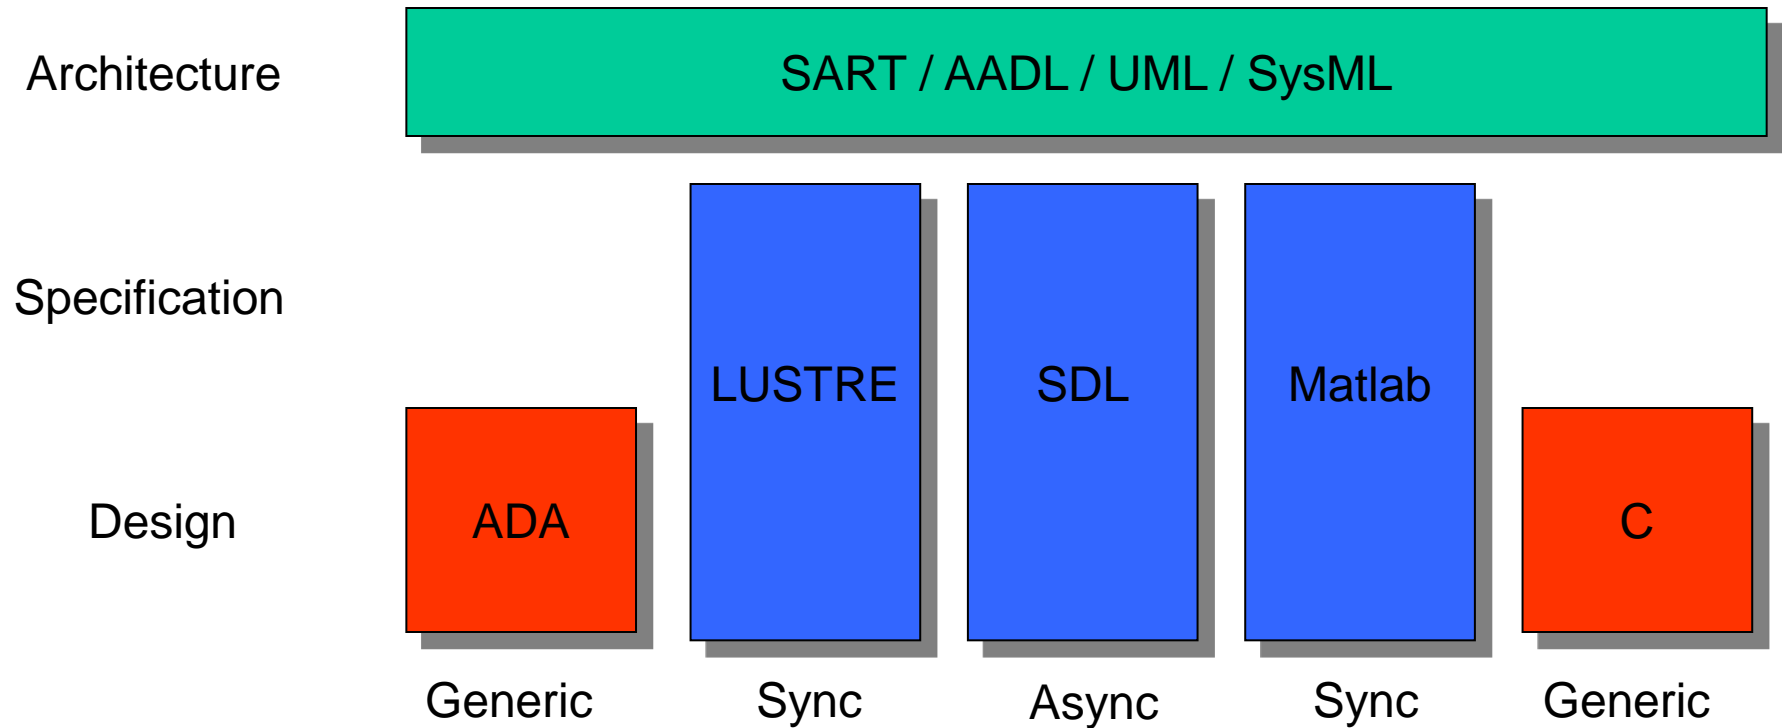 Architecture
SART / AADL / UML / SysML
Specification
LUSTRE
SDL
Matlab
Design
ADA
C
Generic
Sync
Async
Sync
Generic